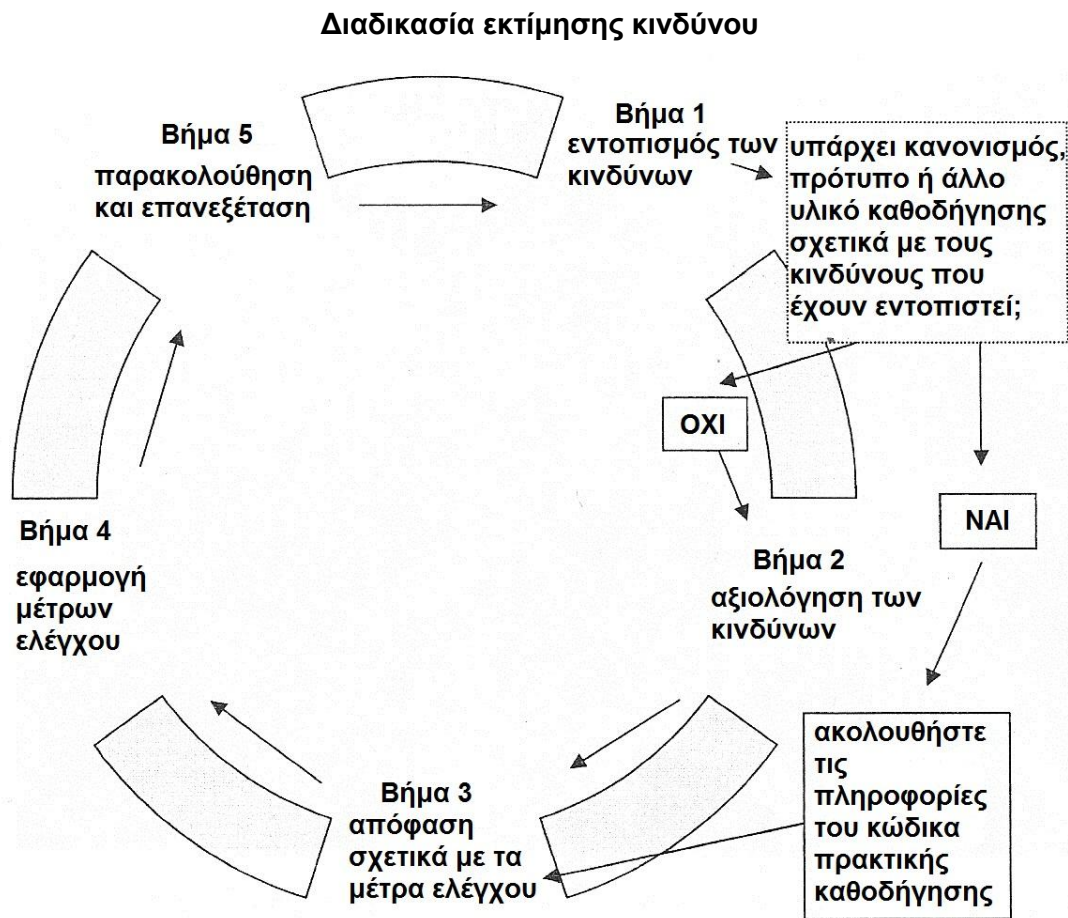 Διαδικασία εκτίμησης κινδύνου
Βήμα 1
εντοπισμός των
κινδύνων
υπάρχει κανονισμός,
πρότυπο ή άλλο
υλικό καθοδήγησης
σχετικά με τους
κινδύνους που
έχουν εντοπιστεί;
ΟΧΙ
ΝΑΙ
Βήμα 2
αξιολόγηση των
κινδύνων
ακολουθήστε
τις
πληροφορίες
του κώδικα
πρακτικής
καθοδήγησης
Βήμα 3
απόφαση
σχετικά με τα
μέτρα ελέγχου
Βήμα 4
εφαρμογή
μέτρων
ελέγχου
Βήμα 5
παρακολούθηση
και επανεξέταση